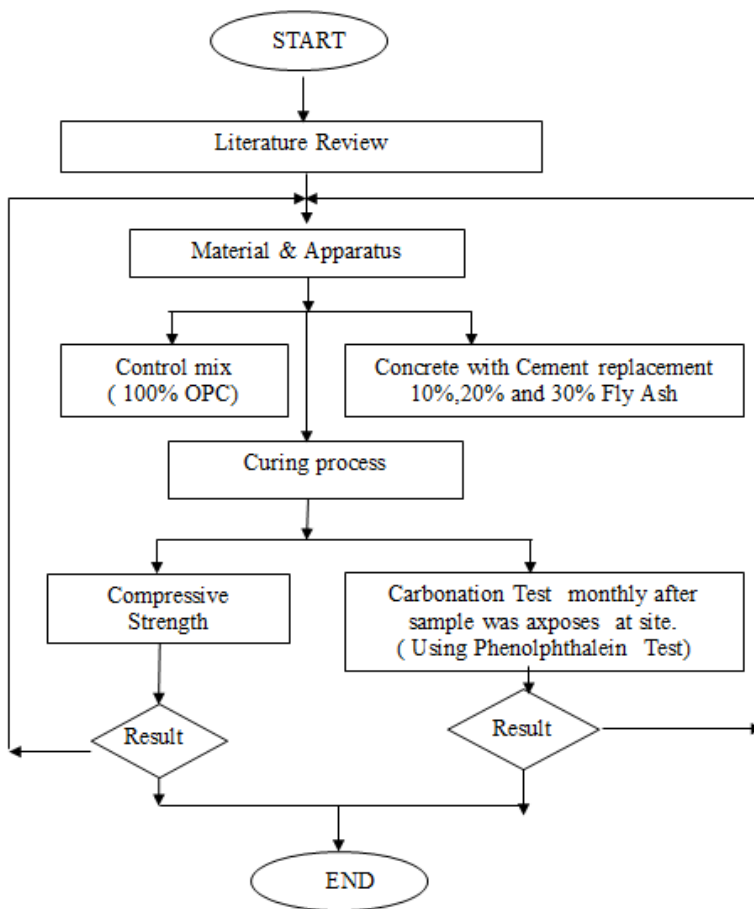 START
Literature Review
Material & Apparatus
Control mix
( 100% OPC)
Concrete with Cement replacement
10%,20% and 30% Fly Ash
Curing process
Compressive
Strength
Carbonation Test monthly after
sample was axposes at site.
( Using Phenolphthalein Test)
Result
Result
END